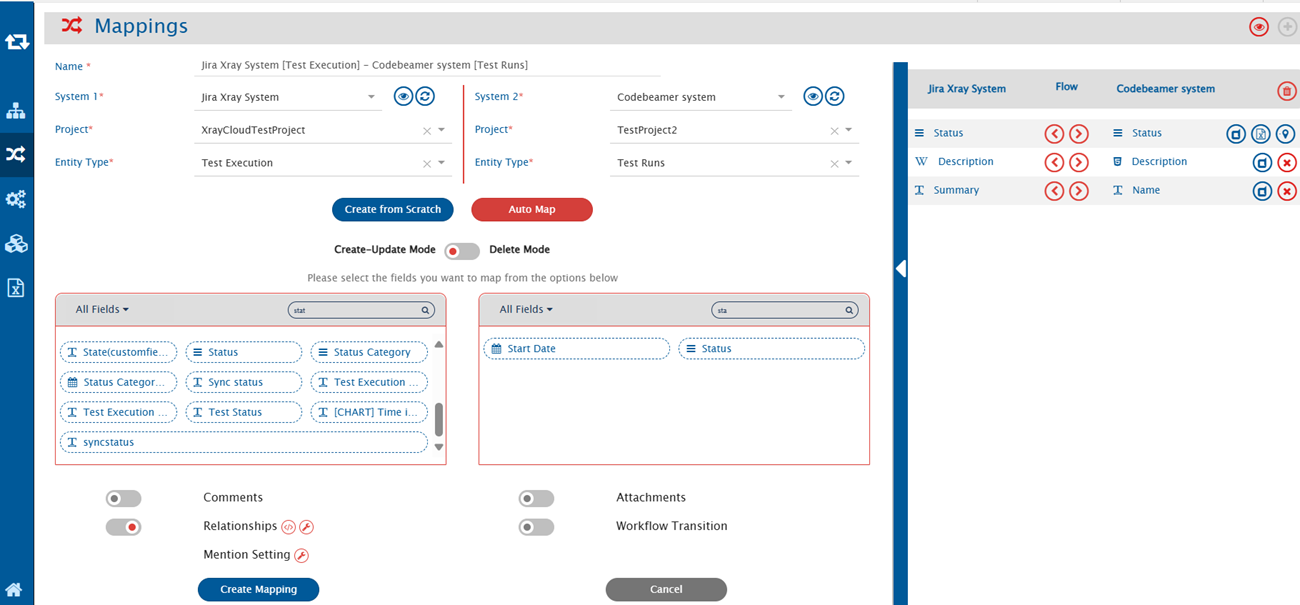 Mappings
Name *
Jira Xray System [Test Execution] - Codebeamer system [Test Runs]
System 1*
Jira Xray System
System 2*
Codebeamer system
Project*
XrayCloudTestProject
Project*
TestProject2
Entity Type*
Test Execution
Entity Type*
Test Runs
Create from Scratch
Auto Map
Create-Update Mode
Delete Mode
Please select the fields you want to map from the options below
All Fields
stat
State(customfie...
Status
Status Category
Status Categor...
Sync status
Test Execution ...
Test Execution ...
Test Status
[CHART] Time i...
syncstatus
All Fields
sta
Start Date
Status
Comments
Attachments
Relationships
Workflow Transition
Mention Setting
Create Mapping
Cancel
Jira Xray System
Flow
Codebeamer system
Status
Status
Description
Description
Summary
Name